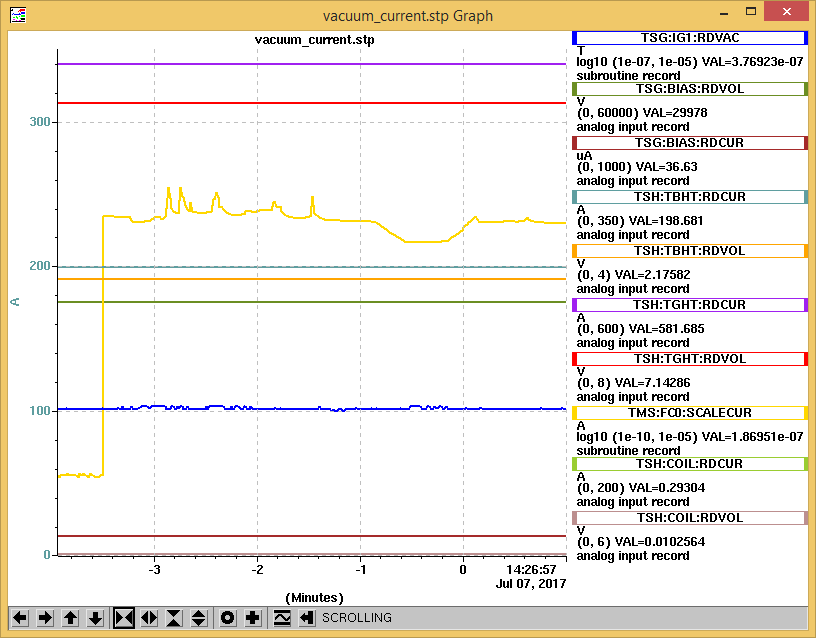 vacuum_current.stp Graph
vacuum_current.stp
300
200
100
0
A
-3
-2
-1
0
14:26:57
Jul 07, 2017
(Minutes)
TSG:IG1:RDVAC
T
log10 (1e-07, 1e-05) VAL=3.76923e-07
subroutine record
TSG:BIAS:RDVOL
V
(0, 60000) VAL=29978
analog input record
TSG:BIAS:RDCUR
uA
(0, 1000) VAL=36.63
analog input record
TSH:TBHT:RDCUR
A
(0, 350) VAL=198.681
analog input record
TSH:TBHT:RDVOL
V
(0, 4) VAL=2.17582
analog input record
TSH:TGHT:RDCUR
A
(0, 600) VAL=581.685
analog input record
TSH:TGHT:RDVOL
V
(0, 8) VAL=7.14286
analog input record
TMS:FC0:SCALECUR
A
log10 (1e-10, 1e-05) VAL=1.86951e-07
subroutine record
TSH:COIL:RDCUR
A
(0, 200) VAL=0.29304
analog input record
TSH:COIL:RDVOL
V
(0, 6) VAL=0.0102564
analog input record
SCROLLING